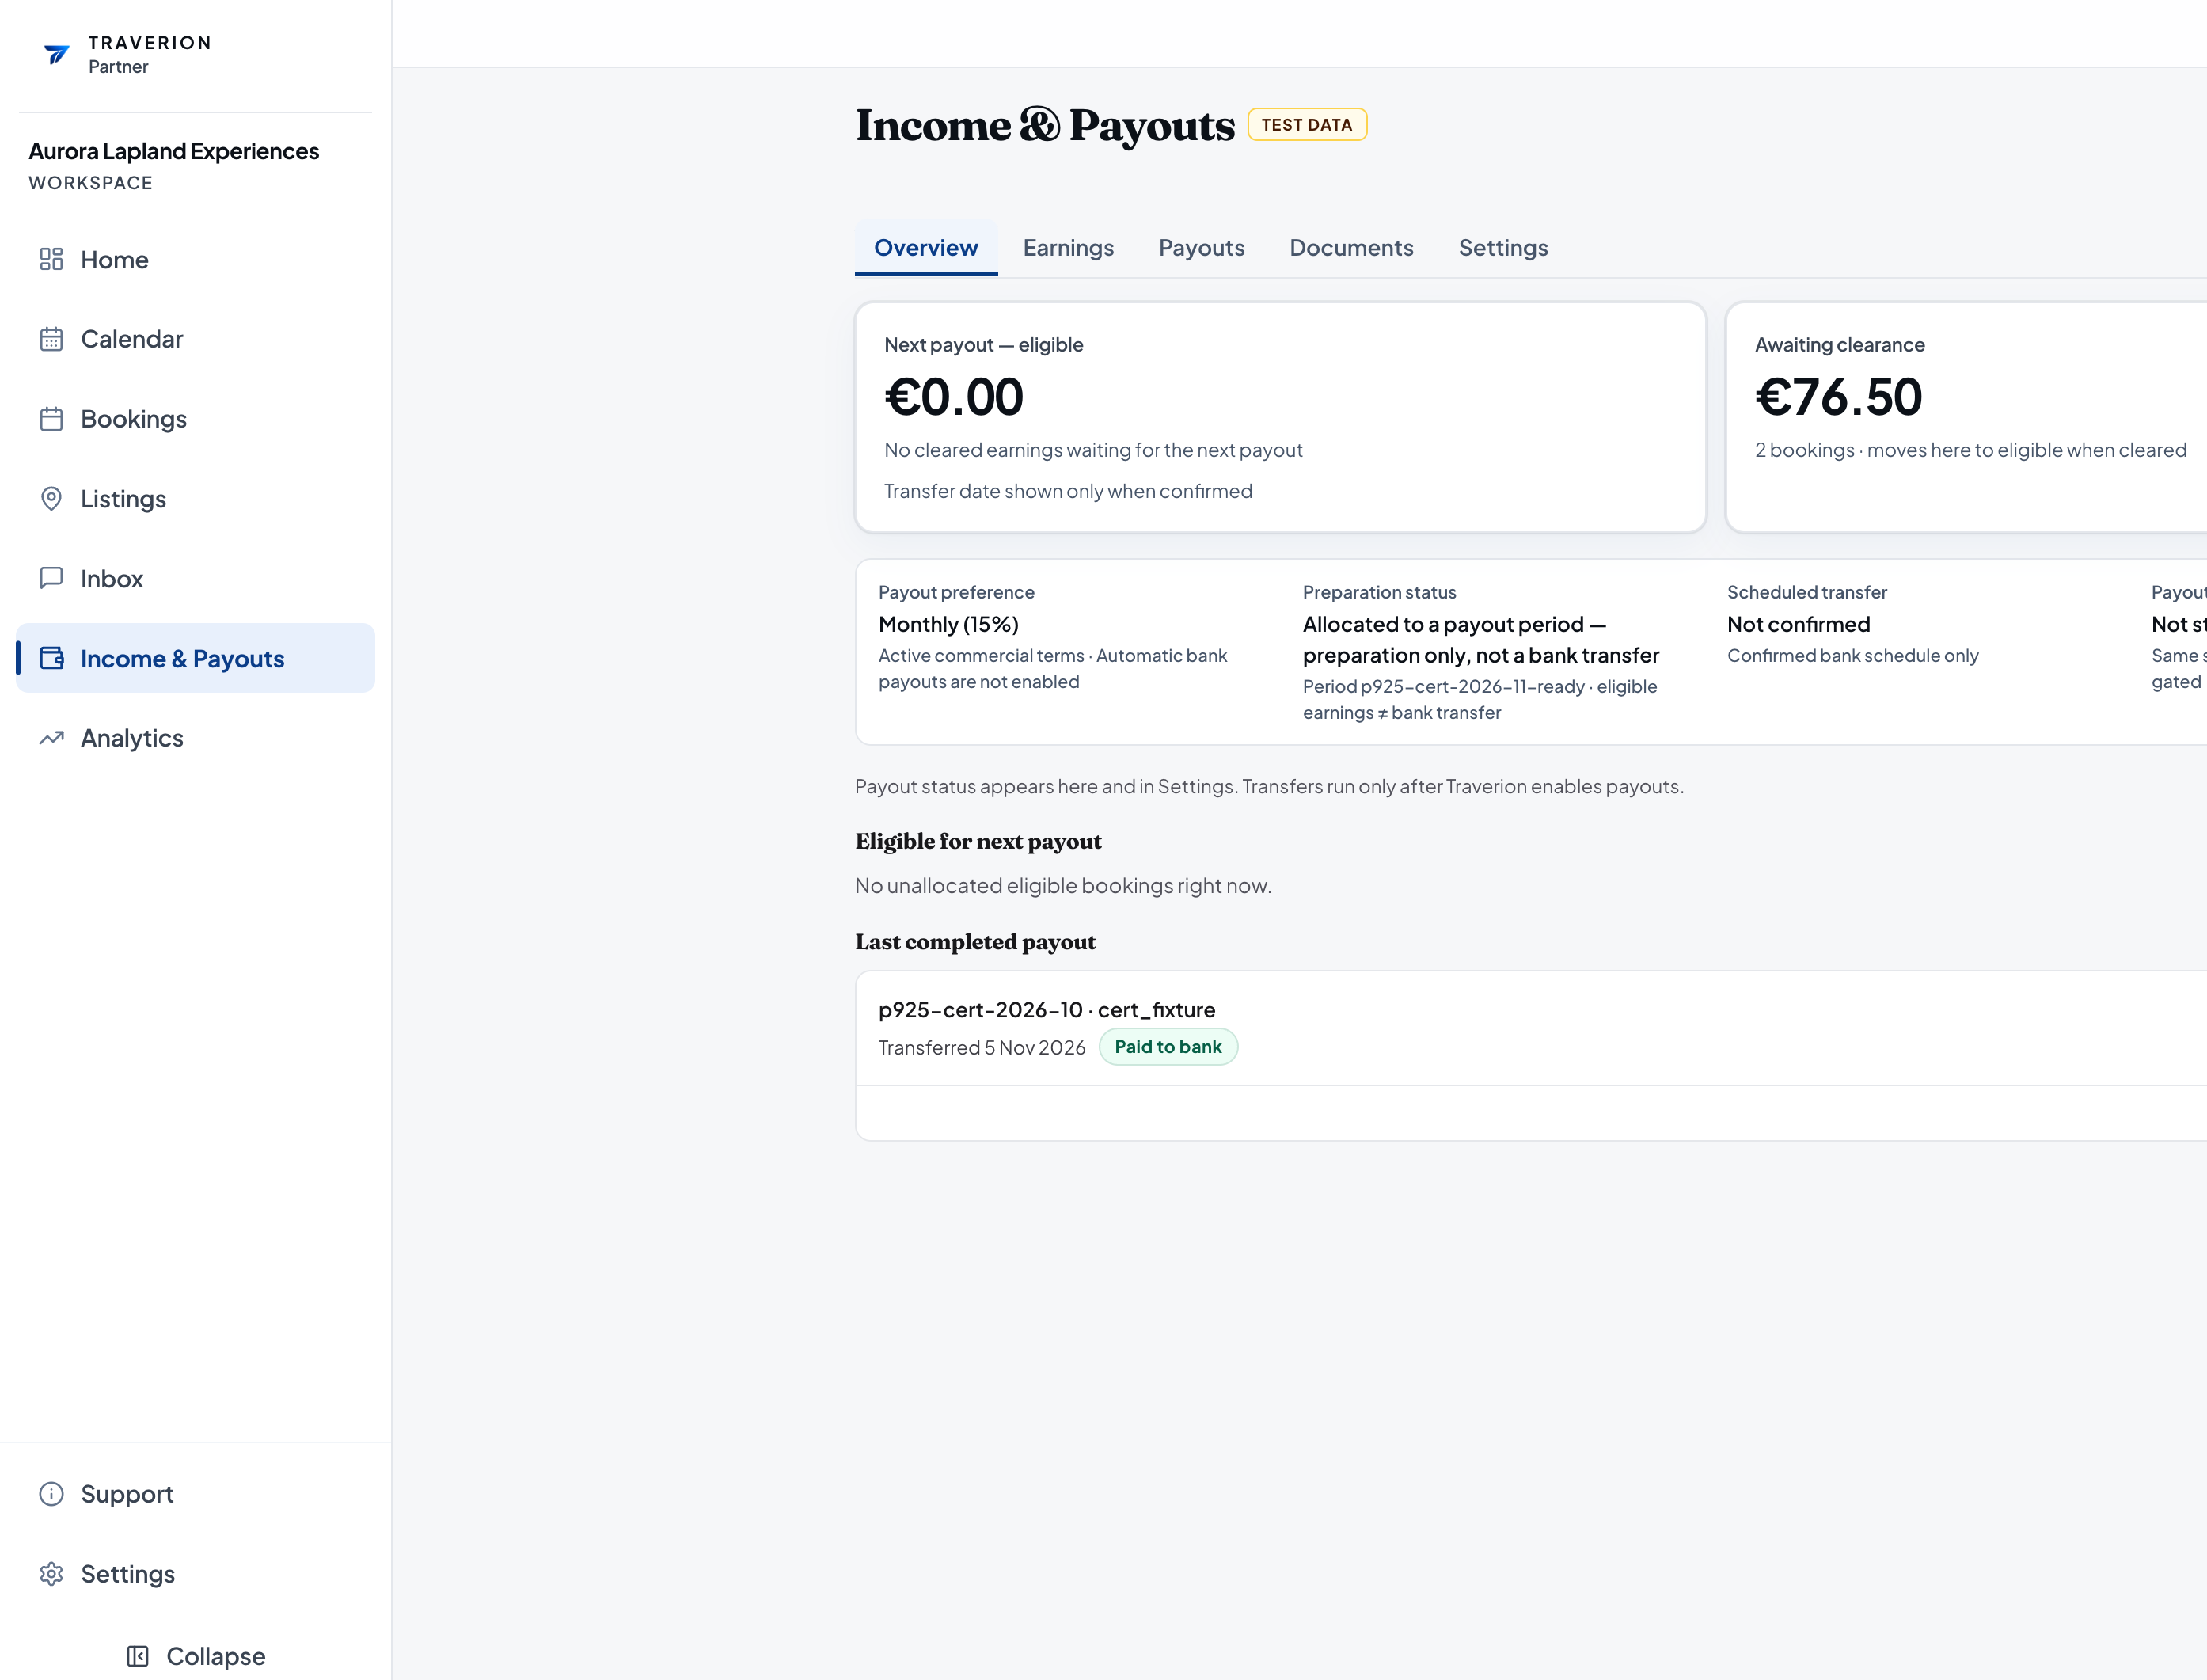 TRAVERION
Partner
Aurora Lapland Experiences
WORKSPACE
Home
Calendar
Bookings
Listings
Inbox
Income & Payouts
Analytics
Support
Settings
Collapse
Income & Payouts TEST DATA
Overview Earnings Payouts Documents Settings
Next payout — eligible
€0.00
No cleared earnings waiting for the next payout
Transfer date shown only when confirmed
Awaiting clearance
€76.50
2 bookings · moves here to eligible when cleared
Payout preference
Monthly (15%)
Active commercial terms · Automatic bank
payouts are not enabled
Preparation status
Allocated to a payout period —
preparation only, not a bank transfer
Period p925-cert-2026-11-ready · eligible
earnings ≠ bank transfer
Scheduled transfer
Not confirmed
Confirmed bank schedule only
Payout
Not st
Same s
gated
Payout status appears here and in Settings. Transfers run only after Traverion enables payouts.
Eligible for next payout
No unallocated eligible bookings right now.
Last completed payout
p925-cert-2026-10 · cert_fixture
Transferred 5 Nov 2026 Paid to bank